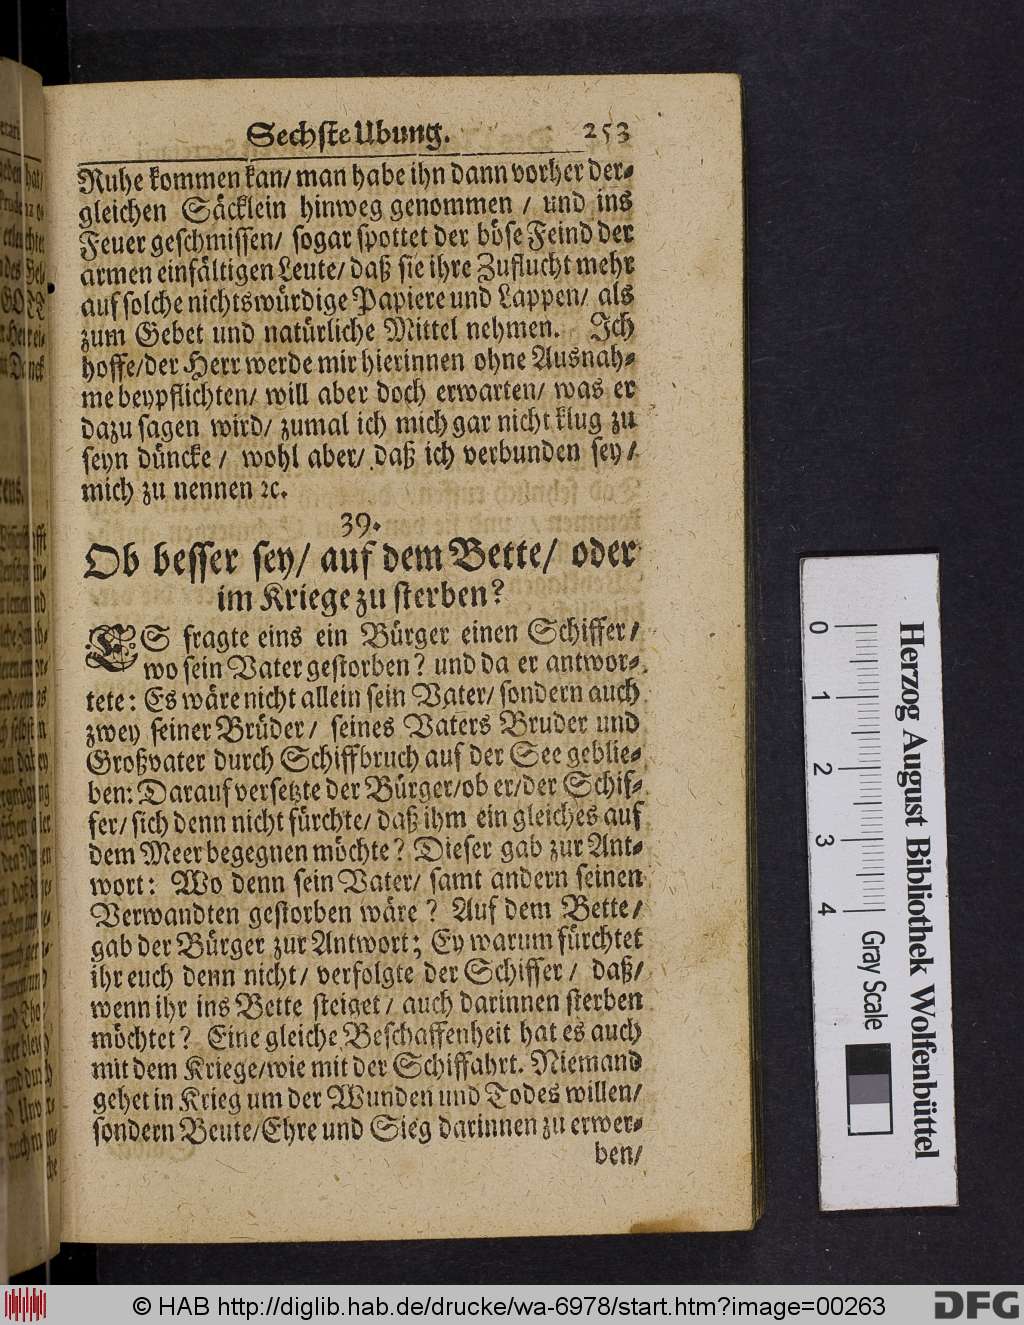 Sechste Ubung. 253
Ruhe kommen kan/ man habe ihn dann vorher der-
gleichen Säcklein hinweg genommen / und ins
Feuer geschmissen/ sogar spottet der böse Feind der
armen einfältigen Leute/ daß sie ihre Zuflucht mehr
auf solche nichtswürdige Papiere und Lappen/ als
zum Gebet und natürliche Mittel nehmen. Ich
hoffe/ der Herr werde mir hierinnen ohne Ausnah-
me beypflichten/ will aber doch erwarten/ was er
dazu sagen wird/ zumal ich mich gar nicht klug zu
seyn düncke / wohl aber/ daß ich verbunden sey/
mich zu nennen ꝛc.
39.
Ob besser sey/ auf dem Bette/ oder
im Kriege zu sterben?
ES fragte eins ein Bürger einen Schiffer/
wo sein Vater gestorben? und da er antwor-
tete: Es wäre nicht allein sein Vater/ sondern auch
zwey seiner Brüder/ seines Vaters Bruder und
Großvater durch Schiffbruch auf der See geblie-
ben: Darauf versetzte der Bürger/ ob er/ der Schif-
fer/ sich denn nicht fürchte/ daß ihm ein gleiches auf
dem Meer begegnen möchte? Dieser gab zur Ant-
wort: Wo denn sein Vater/ samt andern seinen
Verwandten gestorben wäre? Auf dem Bette/
gab der Bürger zur Antwort; Ey warum fürchtet
ihr euch denn nicht/ verfolgte der Schiffer/ daß/
wenn ihr ins Bette steiget/ auch darinnen sterben
möchtet? Eine gleiche Beschaffenheit hat es auch
mit dem Kriege/ wie mit der Schiffahrt. Niemand
gehet in Krieg um der Wunden und Todes willen/
sondern Beute/ Ehre und Sieg darinnen zu erwer-
ben/
0 1 2 3 4
Gray Scale
Herzog August Bibliothek Wolfenbüttel
© HAB http://diglib.hab.de/drucke/wa-6978/start.htm?image=00263
DFG